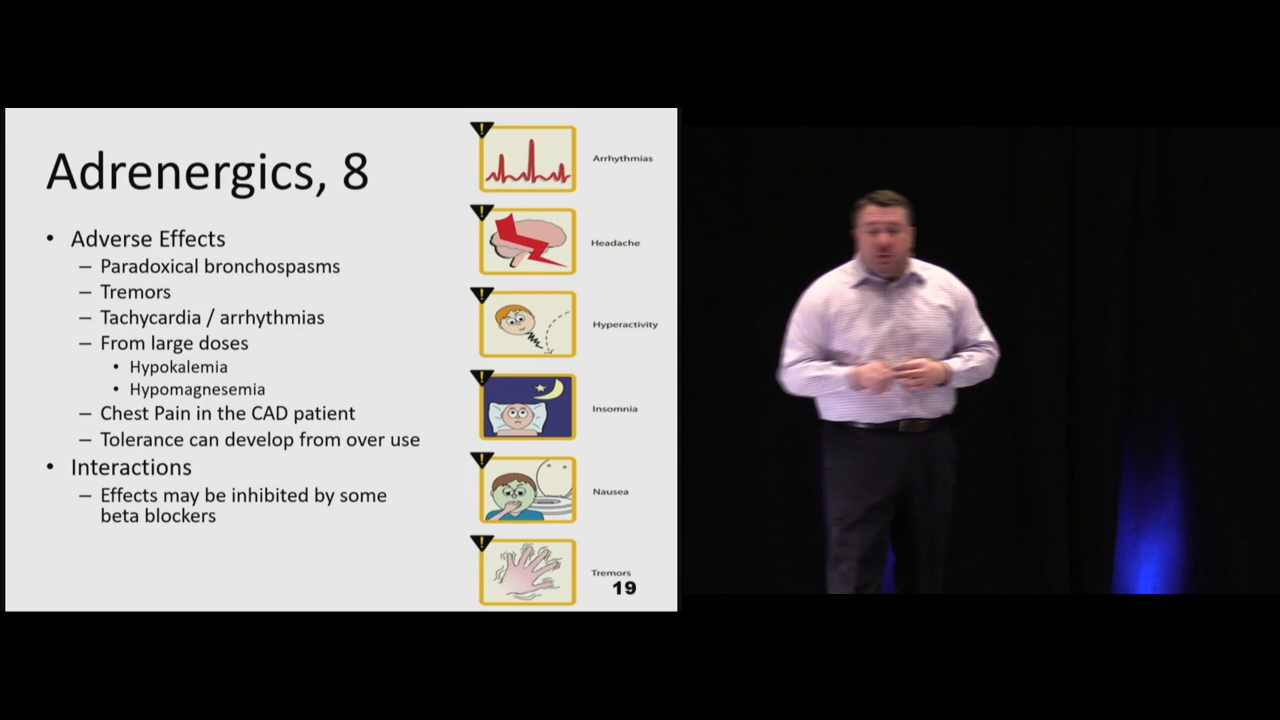 Adrenergics, 8
• Adverse Effects
– Paradoxical bronchospasms
– Tremors
– Tachycardia / arrhythmias
– From large doses
• Hypokalemia
• Hypomagnesemia
– Chest Pain in the CAD patient
– Tolerance can develop from over use
• Interactions
– Effects may be inhibited by some
beta blockers
!
Arrhythmias
!
Headache
!
Hyperactivity
!
Insomnia
!
Nausea
!
Tremors
19